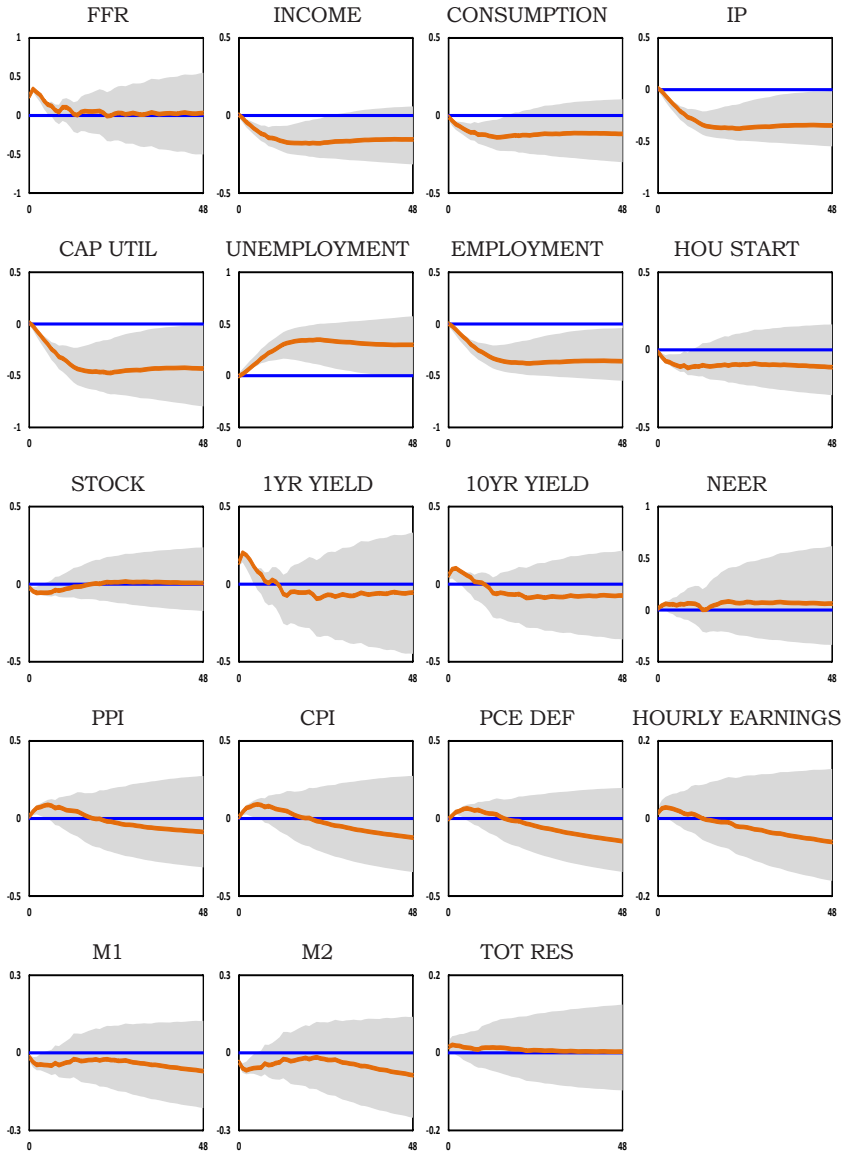 FFR INCOME CONSUMPTION IP
1 0.5 0.5 0.5
0.5
0 0 0 0
-0.5 -0.5
-1 -0.5 -0.5 -1
0 48 0 48 0 48 0 48
CAP UTIL UNEMPLOYMENT EMPLOYMENT HOU START
0.5 1 0.5 0.5
0 0.5 0 0
-0.5 0 -0.5
-1 -0.5 -1 -0.5
0 48 0 48 0 48 0 48
STOCK 1YR YIELD 10YR YIELD NEER
0.5 0.5 0.5 1
0.5
0 0 0 0
-0.5 -0.5 -0.5 -0.5
0 48 0 48 0 48 0 48
PPI CPI PCE DEF HOURLY EARNINGS
0.5 0.5 0.5 0.2
0 0 0 0
-0.5 -0.5 -0.5 -0.2
0 48 0 48 0 48 0 48
M1 M2 TOT RES
0.3 0.3 0.2
0 0 0
-0.3 -0.3 -0.2
0 48 0 48 0 48